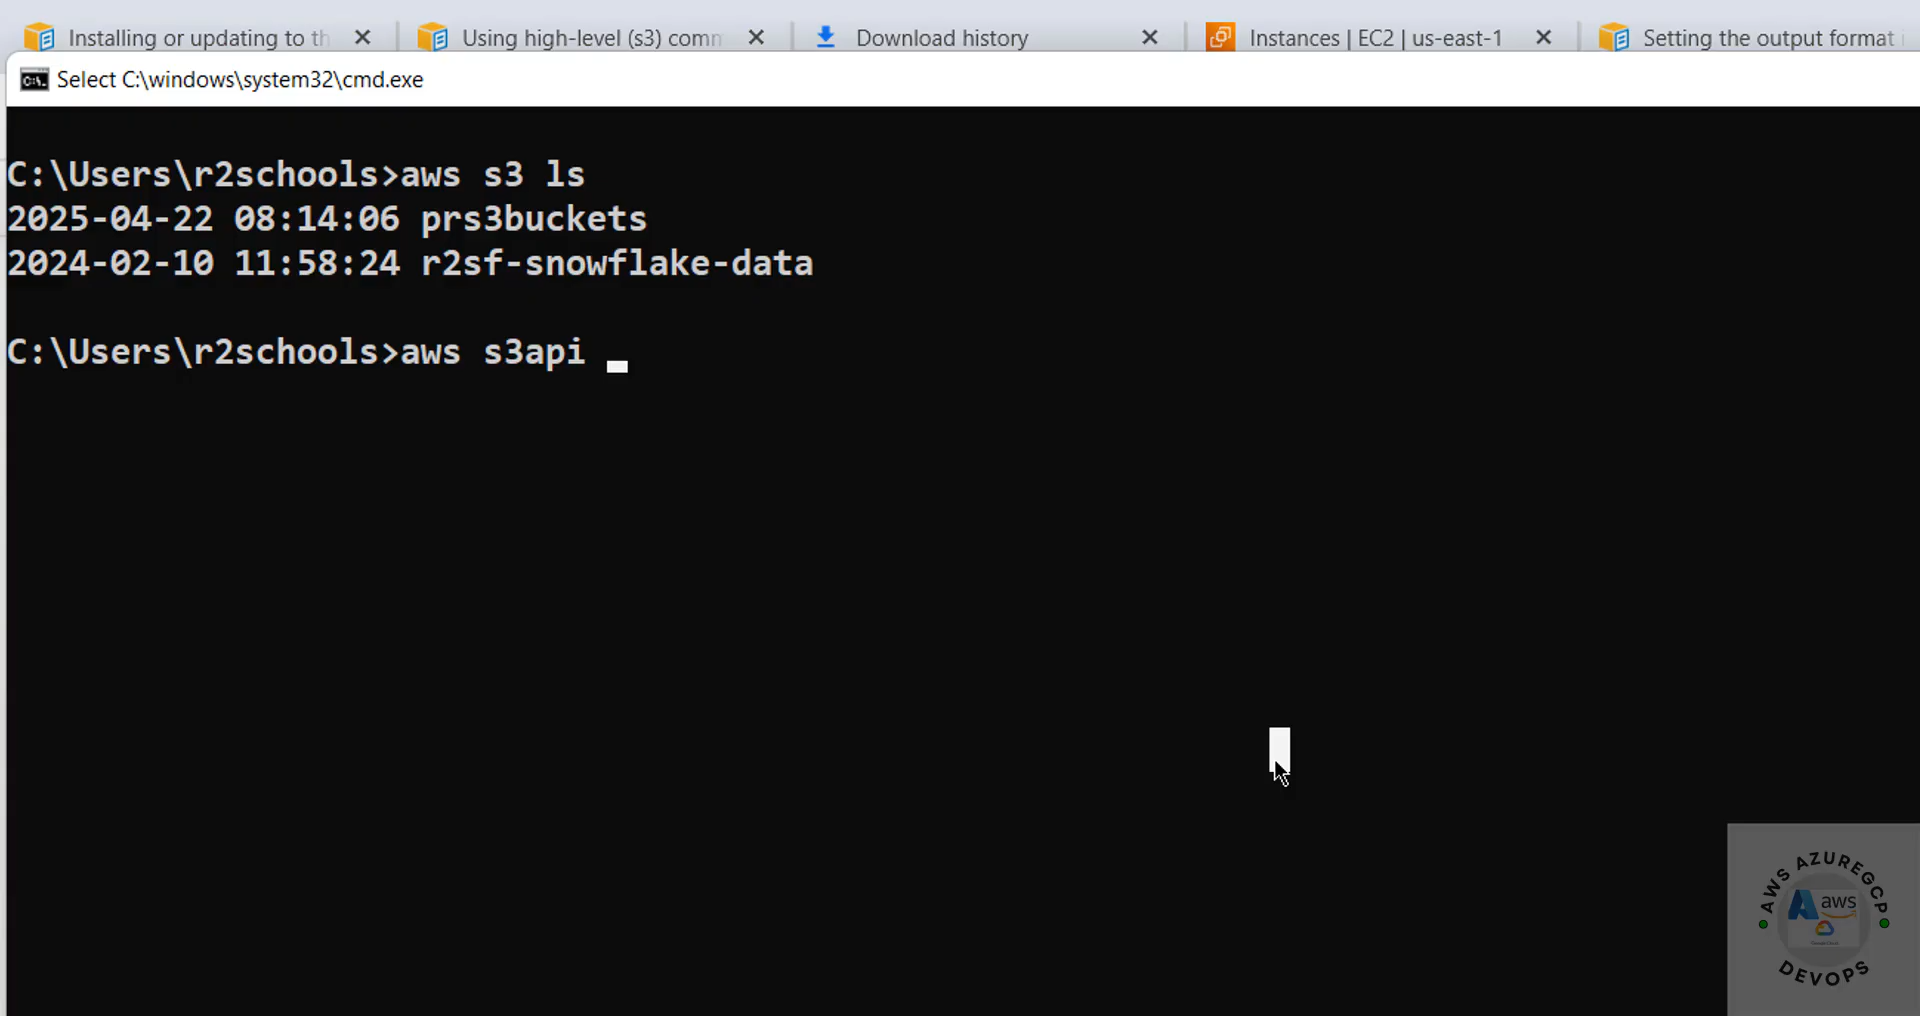 Installing or updating to th
Using high-level (s3) comm
Download history
Instances | EC2 | us-east-1
Setting the output format
Select C:\windows\system32\cmd.exe
C:\Users\r2schools>aws s3 ls
2025-04-22 08:14:06 prs3buckets
2024-02-10 11:58:24 r2sf-snowflake-data
C:\Users\r2schools>aws s3api
AWS AZUREGCP
aws
DEVOPS